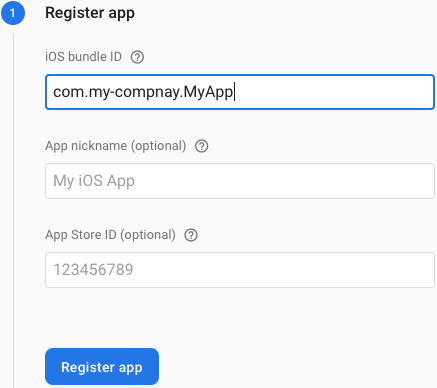 1 Register app
iOS bundle ID ?
com.my-compnay.MyApp
App nickname (optional) ?
My iOS App
App Store ID (optional) ?
123456789
Register app